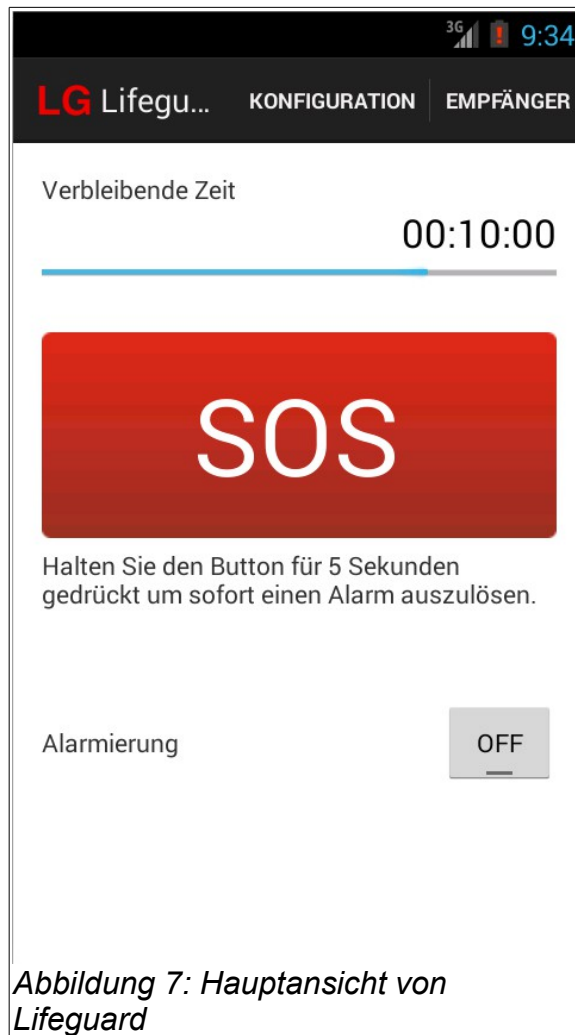 3G 9:34
LG Lifegu... KONFIGURATION EMPFÄNGER
Verbleibende Zeit
00:10:00
SOS
Halten Sie den Button für 5 Sekunden
gedrückt um sofort einen Alarm auszulösen.
Alarmierung OFF
Abbildung 7: Hauptansicht von
Lifeguard